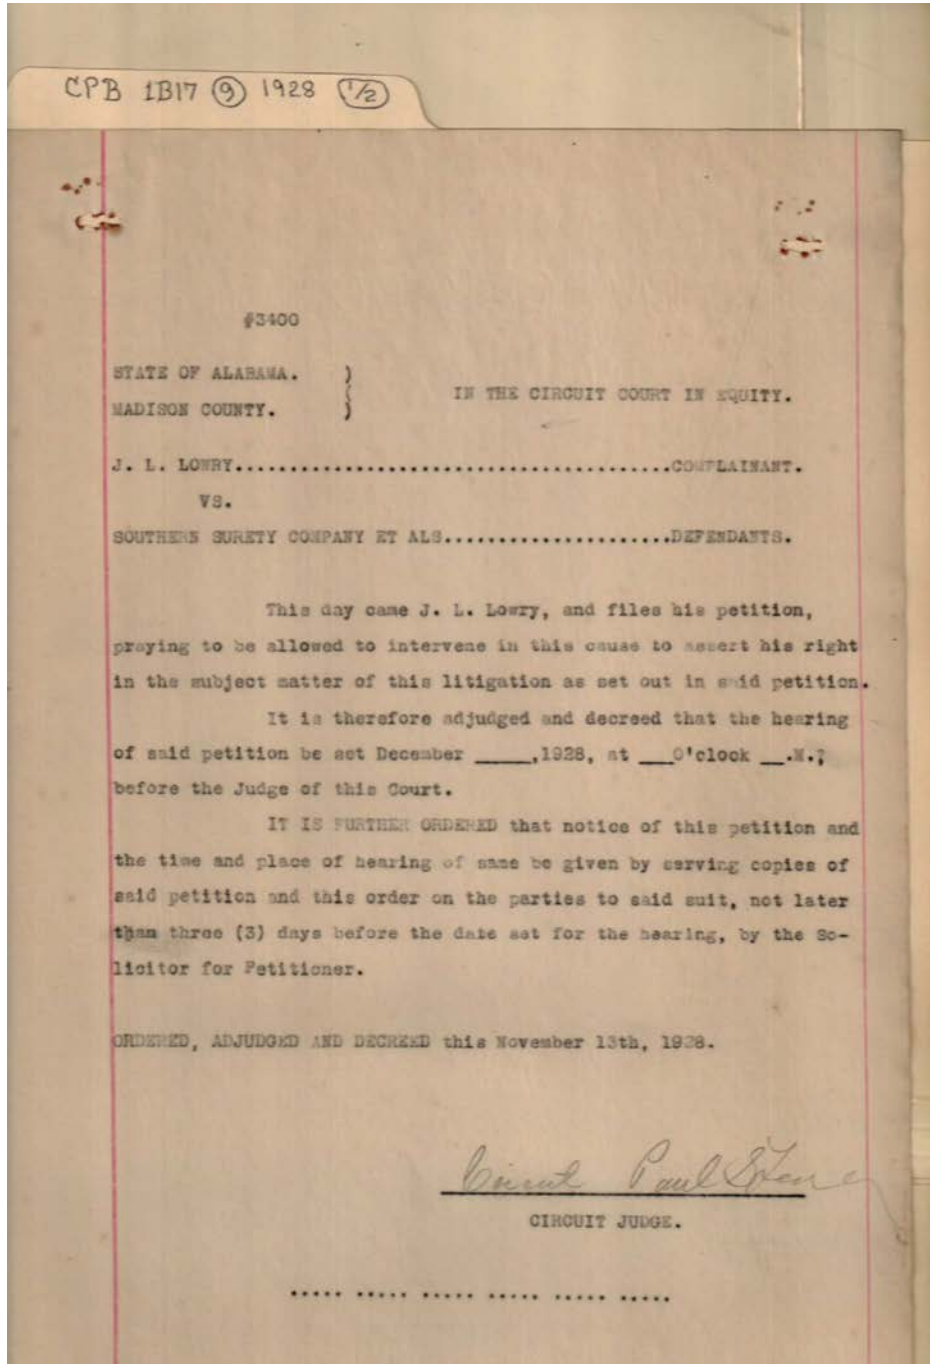 CPB 1B17 (9) 1928 (1/2)
#3400
STATE OF ALABAMA. )
MADISON COUNTY. ) IN THE CIRCUIT COURT IN EQUITY.
J. L. LOWRY..........................................COMPLAINANT.
VS.
SOUTHERN SURETY COMPANY ET ALS......................DEFENDANTS.
This day came J. L. Lowry, and files his petition,
praying to be allowed to intervene in this cause to assert his right
in the subject matter of this litigation as set out in said petition.
It is therefore adjudged and decreed that the hearing
of said petition be set December _____,1928, at ___O'clock __.M.;
before the Judge of this Court.
IT IS FURTHER ORDERED that notice of this petition and
the time and place of hearing of same be given by serving copies of
said petition and this order on the parties to said suit, not later
than three (3) days before the date set for the hearing, by the So-
licitor for Petitioner.
ORDERED, ADJUDGED AND DECREED this November 13th, 1928.
Paul
CIRCUIT JUDGE.
..... ..... ..... ..... ..... .....